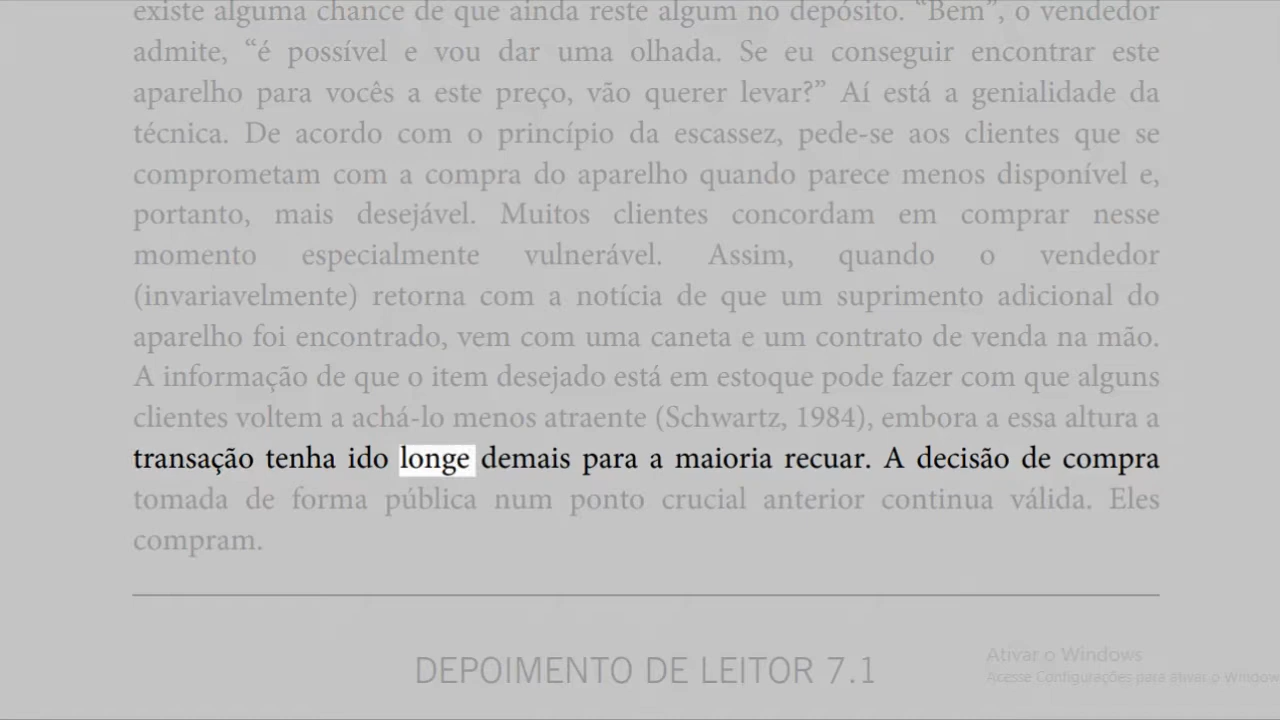 existe alguma chance de que ainda reste algum no depósito. “Bem”, o vendedor
admite, “é possível e vou dar uma olhada. Se eu conseguir encontrar este
aparelho para vocês a este preço, vão querer levar?” Aí está a genialidade da
técnica. De acordo com o princípio da escassez, pede-se aos clientes que se
comprometam com a compra do aparelho quando parece menos disponível e,
portanto, mais desejável. Muitos clientes concordam em comprar nesse
momento especialmente vulnerável. Assim, quando o vendedor
(invariavelmente) retorna com a notícia de que um suprimento adicional do
aparelho foi encontrado, vem com uma caneta e um contrato de venda na mão.
A informação de que o item desejado está em estoque pode fazer com que alguns
clientes voltem a achá-lo menos atraente (Schwartz, 1984), embora a essa altura a
transação tenha ido longe demais para a maioria recuar. A decisão de compra
tomada de forma pública num ponto crucial anterior continua válida. Eles
compram.
DEPOIMENTO DE LEITOR 7.1
Ativar o Windows
Acesse Configurações para ativar o Window